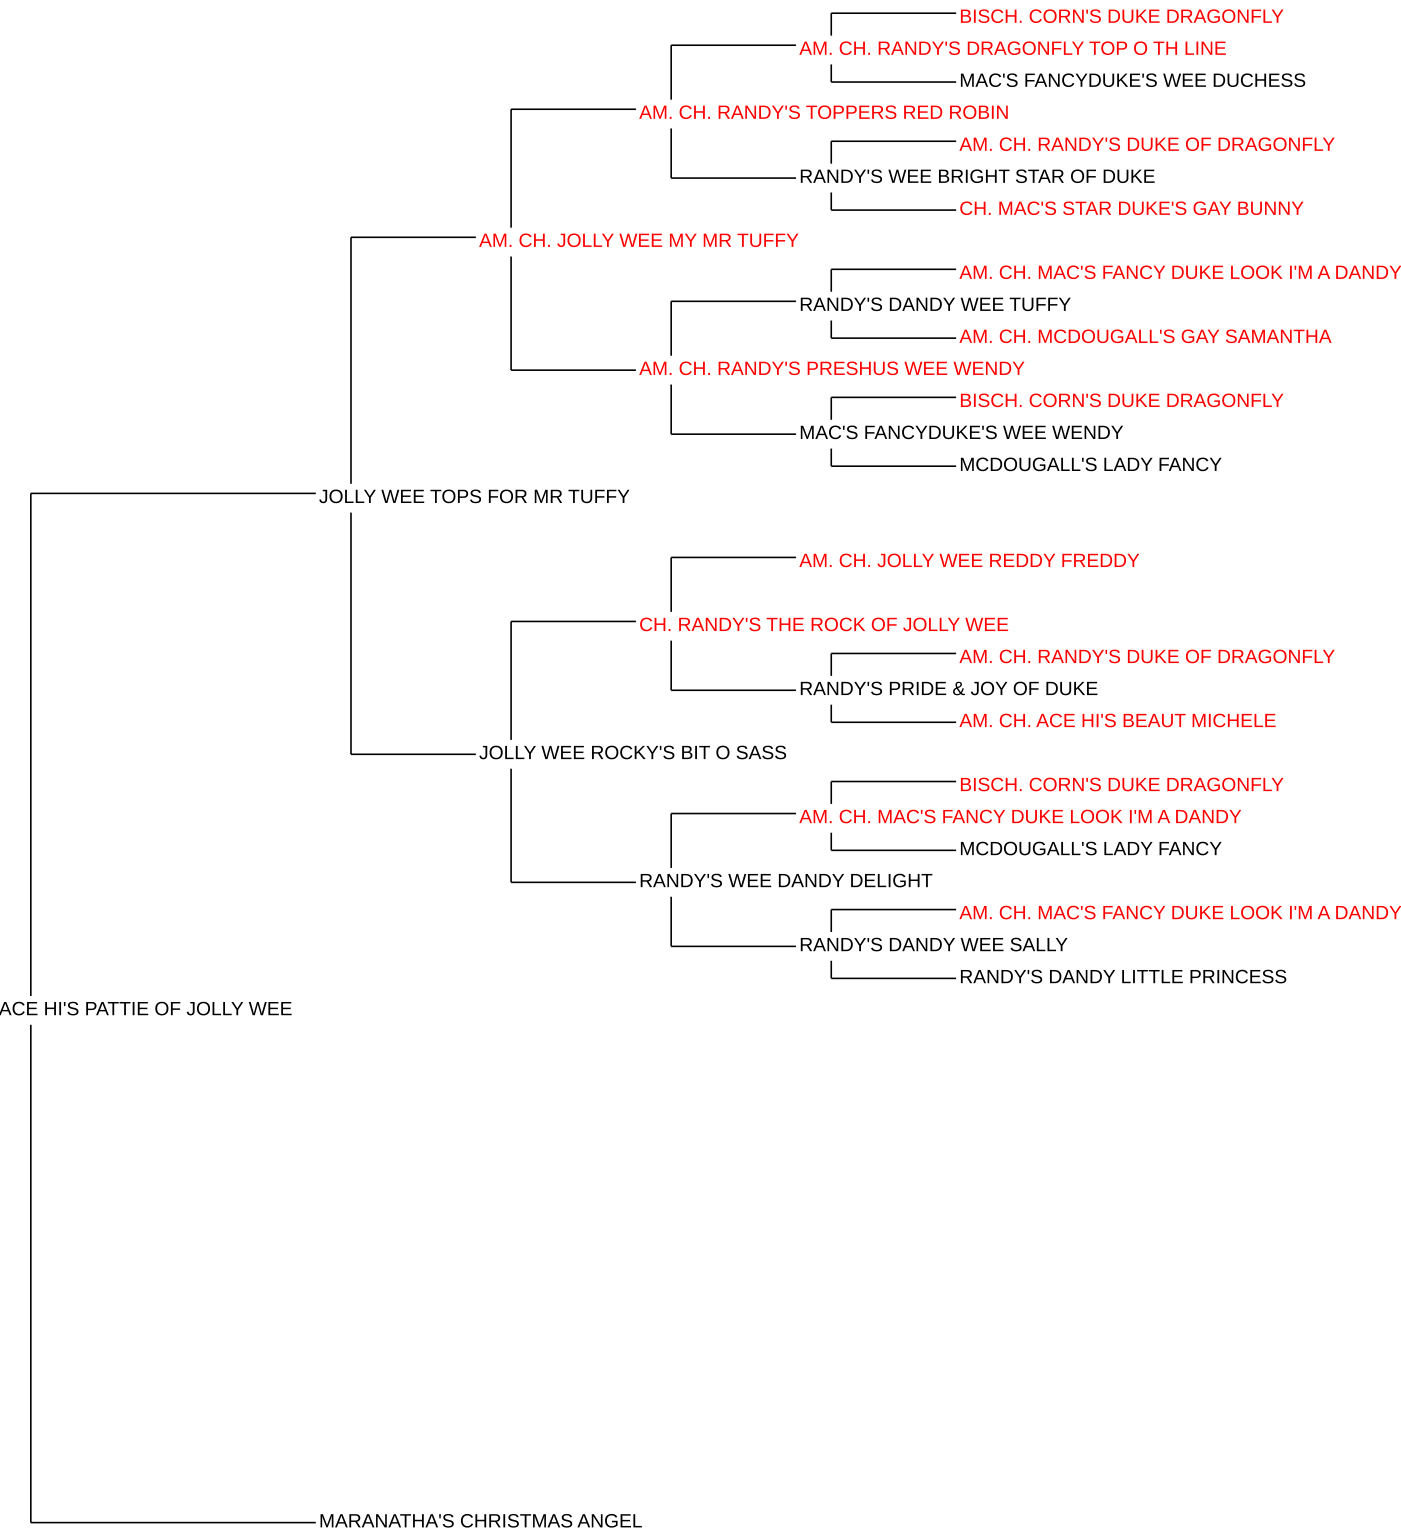 BISCH. CORN'S DUKE DRAGONFLY
AM. CH. RANDY'S DRAGONFLY TOP O TH LINE
MAC'S FANCYDUKE'S WEE DUCHESS
AM. CH. RANDY'S TOPPERS RED ROBIN
AM. CH. RANDY'S DUKE OF DRAGONFLY
RANDY'S WEE BRIGHT STAR OF DUKE
CH. MAC'S STAR DUKE'S GAY BUNNY
AM. CH. JOLLY WEE MY MR TUFFY
AM. CH. MAC'S FANCY DUKE LOOK I'M A DANDY
RANDY'S DANDY WEE TUFFY
AM. CH. MCDOUGALL'S GAY SAMANTHA
AM. CH. RANDY'S PRESHUS WEE WENDY
BISCH. CORN'S DUKE DRAGONFLY
MAC'S FANCYDUKE'S WEE WENDY
MCDOUGALL'S LADY FANCY
JOLLY WEE TOPS FOR MR TUFFY
AM. CH. JOLLY WEE REDDY FREDDY
CH. RANDY'S THE ROCK OF JOLLY WEE
AM. CH. RANDY'S DUKE OF DRAGONFLY
RANDY'S PRIDE & JOY OF DUKE
AM. CH. ACE HI'S BEAUT MICHELE
JOLLY WEE ROCKY'S BIT O SASS
BISCH. CORN'S DUKE DRAGONFLY
AM. CH. MAC'S FANCY DUKE LOOK I'M A DANDY
MCDOUGALL'S LADY FANCY
RANDY'S WEE DANDY DELIGHT
AM. CH. MAC'S FANCY DUKE LOOK I'M A DANDY
RANDY'S DANDY WEE SALLY
RANDY'S DANDY LITTLE PRINCESS
ACE HI'S PATTIE OF JOLLY WEE
MARANATHA'S CHRISTMAS ANGEL